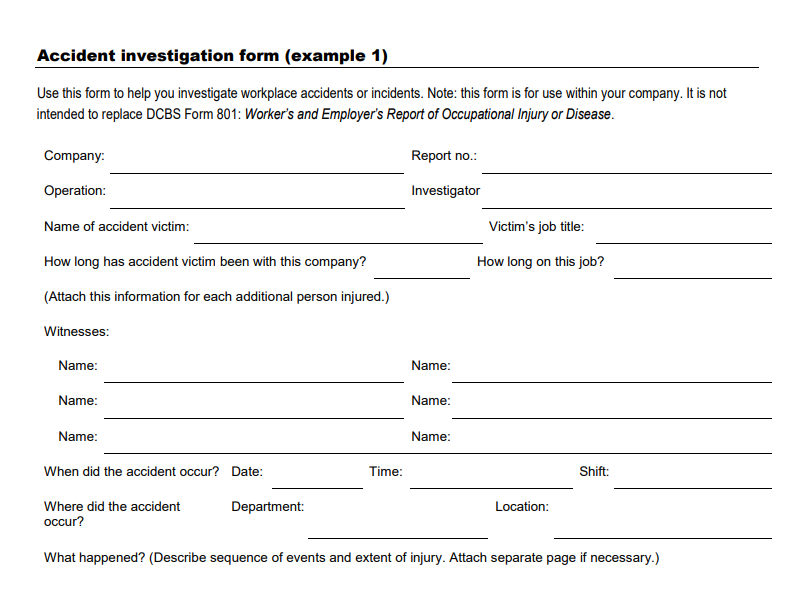 Accident investigation form (example 1)
Use this form to help you investigate workplace accidents or incidents. Note: this form is for use within your company. It is not
intended to replace DCBS Form 801: Worker's and Employer's Report of Occupational Injury or Disease.
Company: Report no.:
Operation: Investigator
Name of accident victim: Victim's job title:
How long has accident victim been with this company? How long on this job?
(Attach this information for each additional person injured.)
Witnesses:
Name: Name:
Name: Name:
Name: Name:
When did the accident occur? Date: Time: Shift:
Where did the accident Department: Location:
occur?
What happened? (Describe sequence of events and extent of injury. Attach separate page if necessary.)